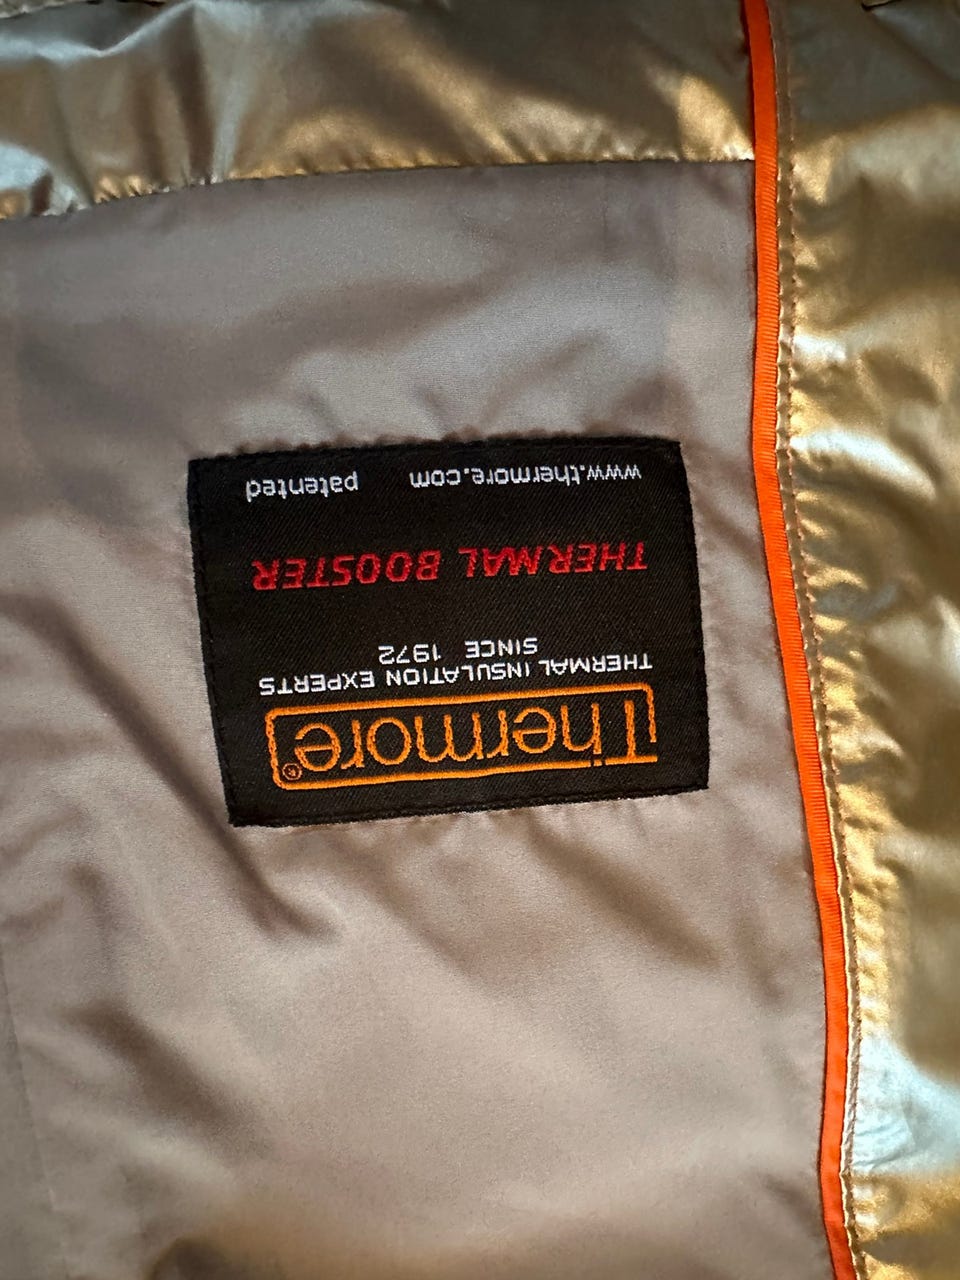 Thermore®
THERMAL INSULATION EXPERTS
SINCE 1972
THERMAL BOOSTER
www.thermore.com patented